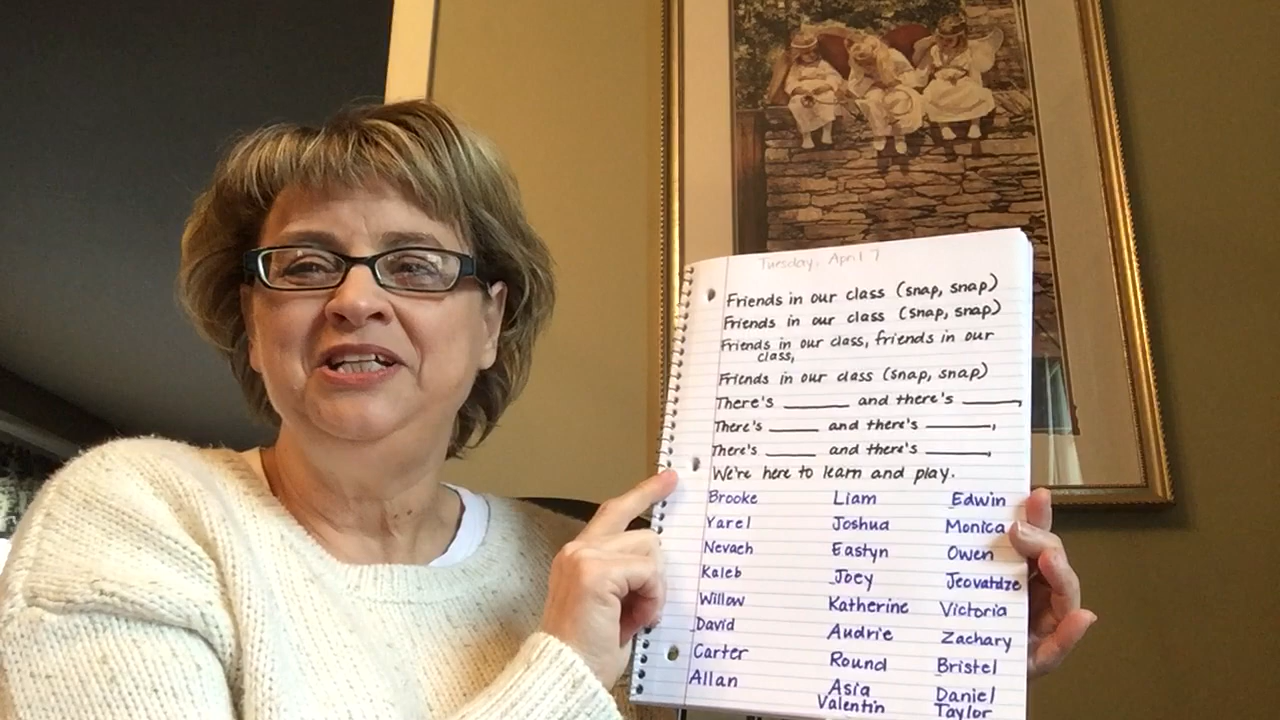 Tuesday, April 7
Friends in our class (snap, snap)
Friends in our class (snap, snap)
Friends in our class, friends in our
class,
Friends in our class (snap, snap)
There's ______ and there's ______,
There's ______ and there's ______,
There's ______ and there's ______,
We're here to learn and play.
Brooke Liam Edwin
Yarel Joshua Monica
Nevaeh Eastyn Owen
Kaleb Joey Jeovatdze
Willow Katherine Victoria
David Audrie Zachary
Carter Round Bristel
Allan Asia Daniel
Valentin Taylor